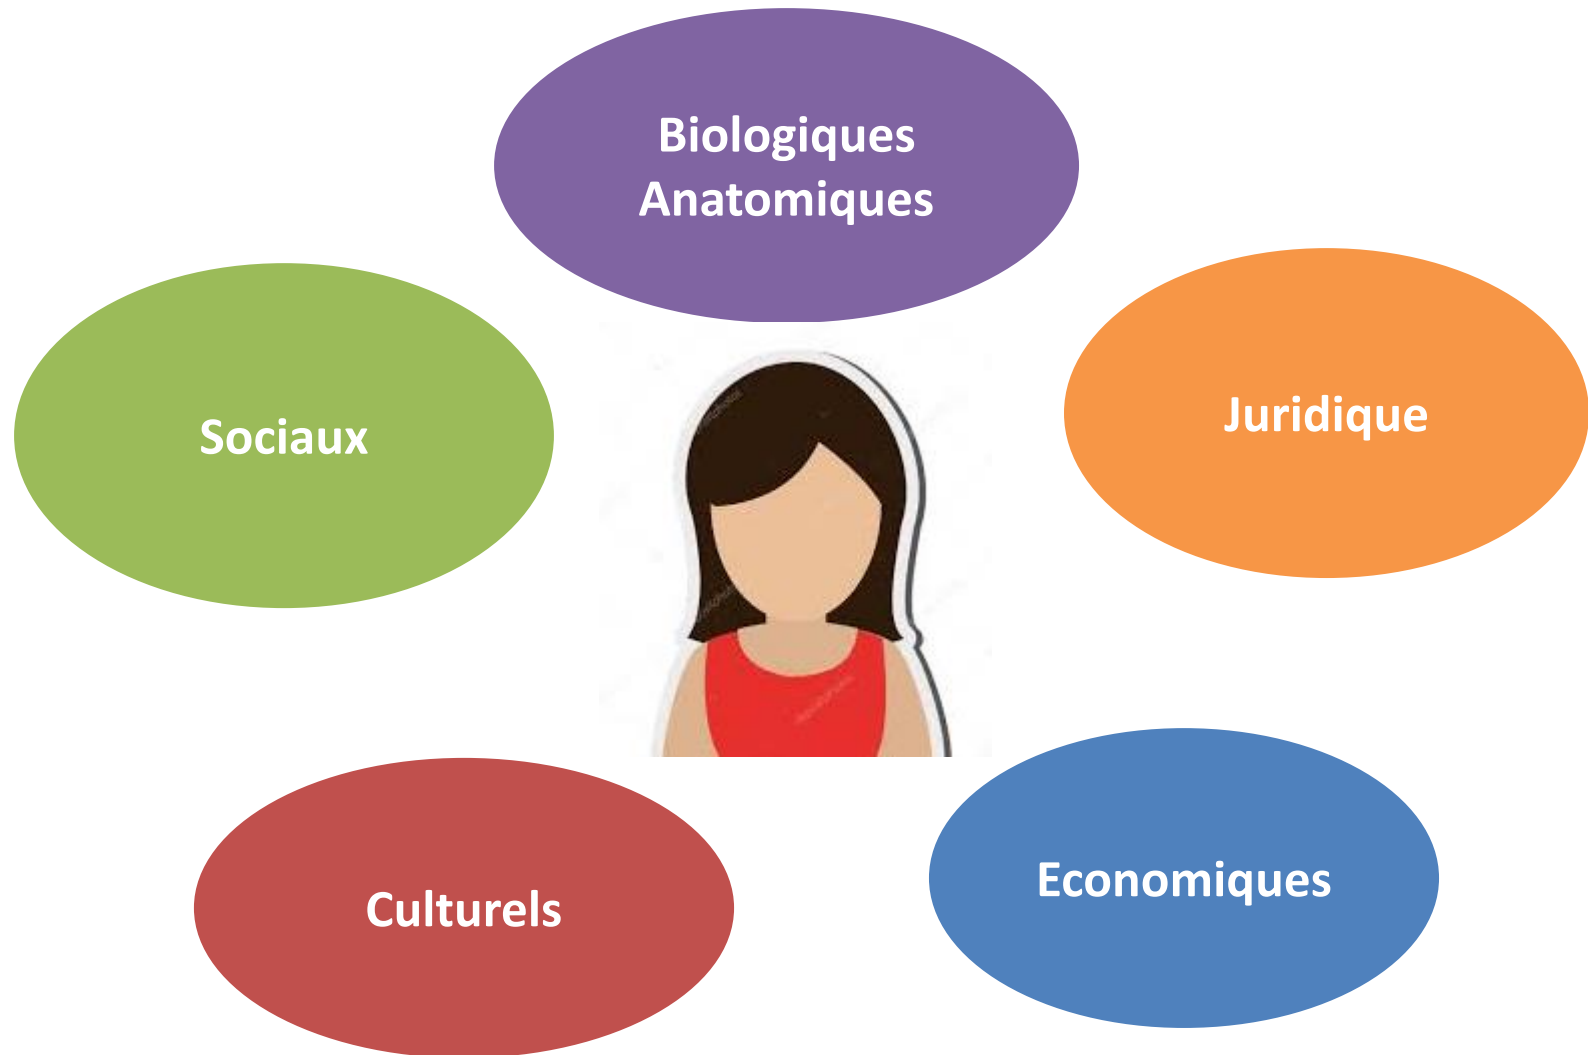 Biologiques
Anatomiques
Sociaux
Juridique
Culturels
Economiques